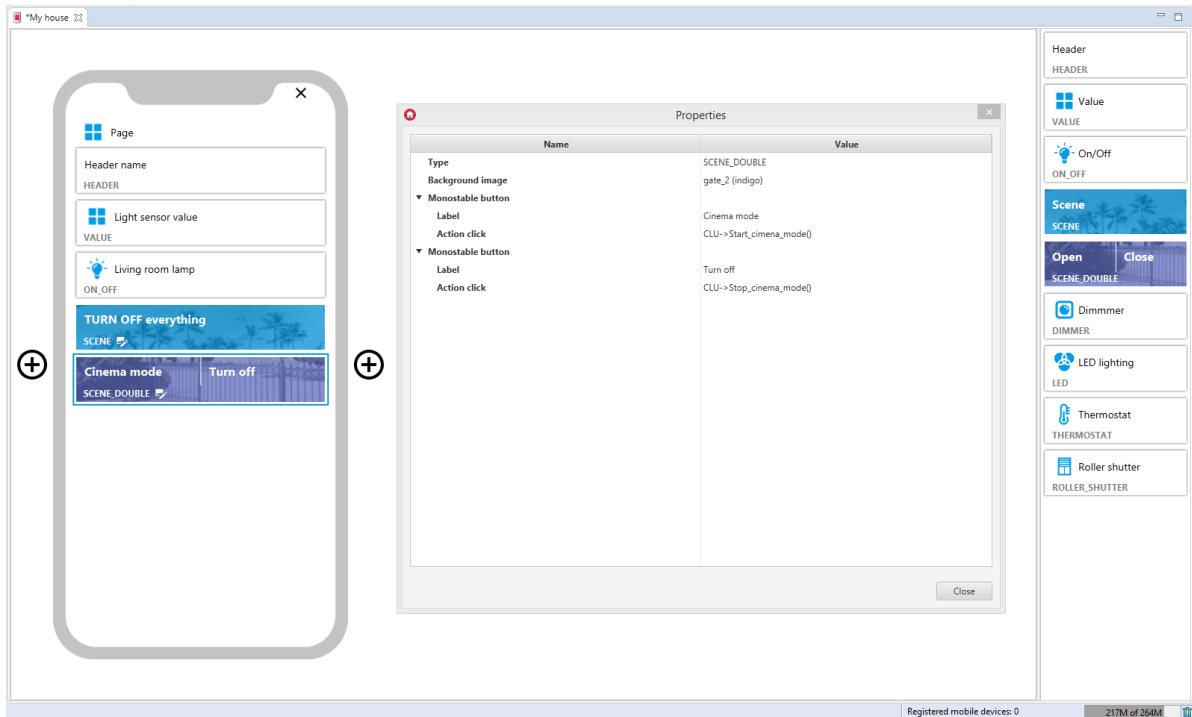 *My house
Page
Header name
HEADER
Light sensor value
VALUE
Living room lamp
ON_OFF
TURN OFF everything
SCENE
Cinema mode Turn off
SCENE_DOUBLE
Properties
Name Value
Type SCENE_DOUBLE
Background image gate_2 (indigo)
Monostable button
Label Cinema mode
Action click CLU->Start_cimena_mode()
Monostable button
Label Turn off
Action click CLU->Stop_cinema_mode()
Close
Header
HEADER
Value
VALUE
On/Off
ON_OFF
Scene
SCENE
Open Close
SCENE_DOUBLE
Dimmmer
DIMMER
LED lighting
LED
Thermostat
THERMOSTAT
Roller shutter
ROLLER_SHUTTER
Registered mobile devices: 0
217M of 264M